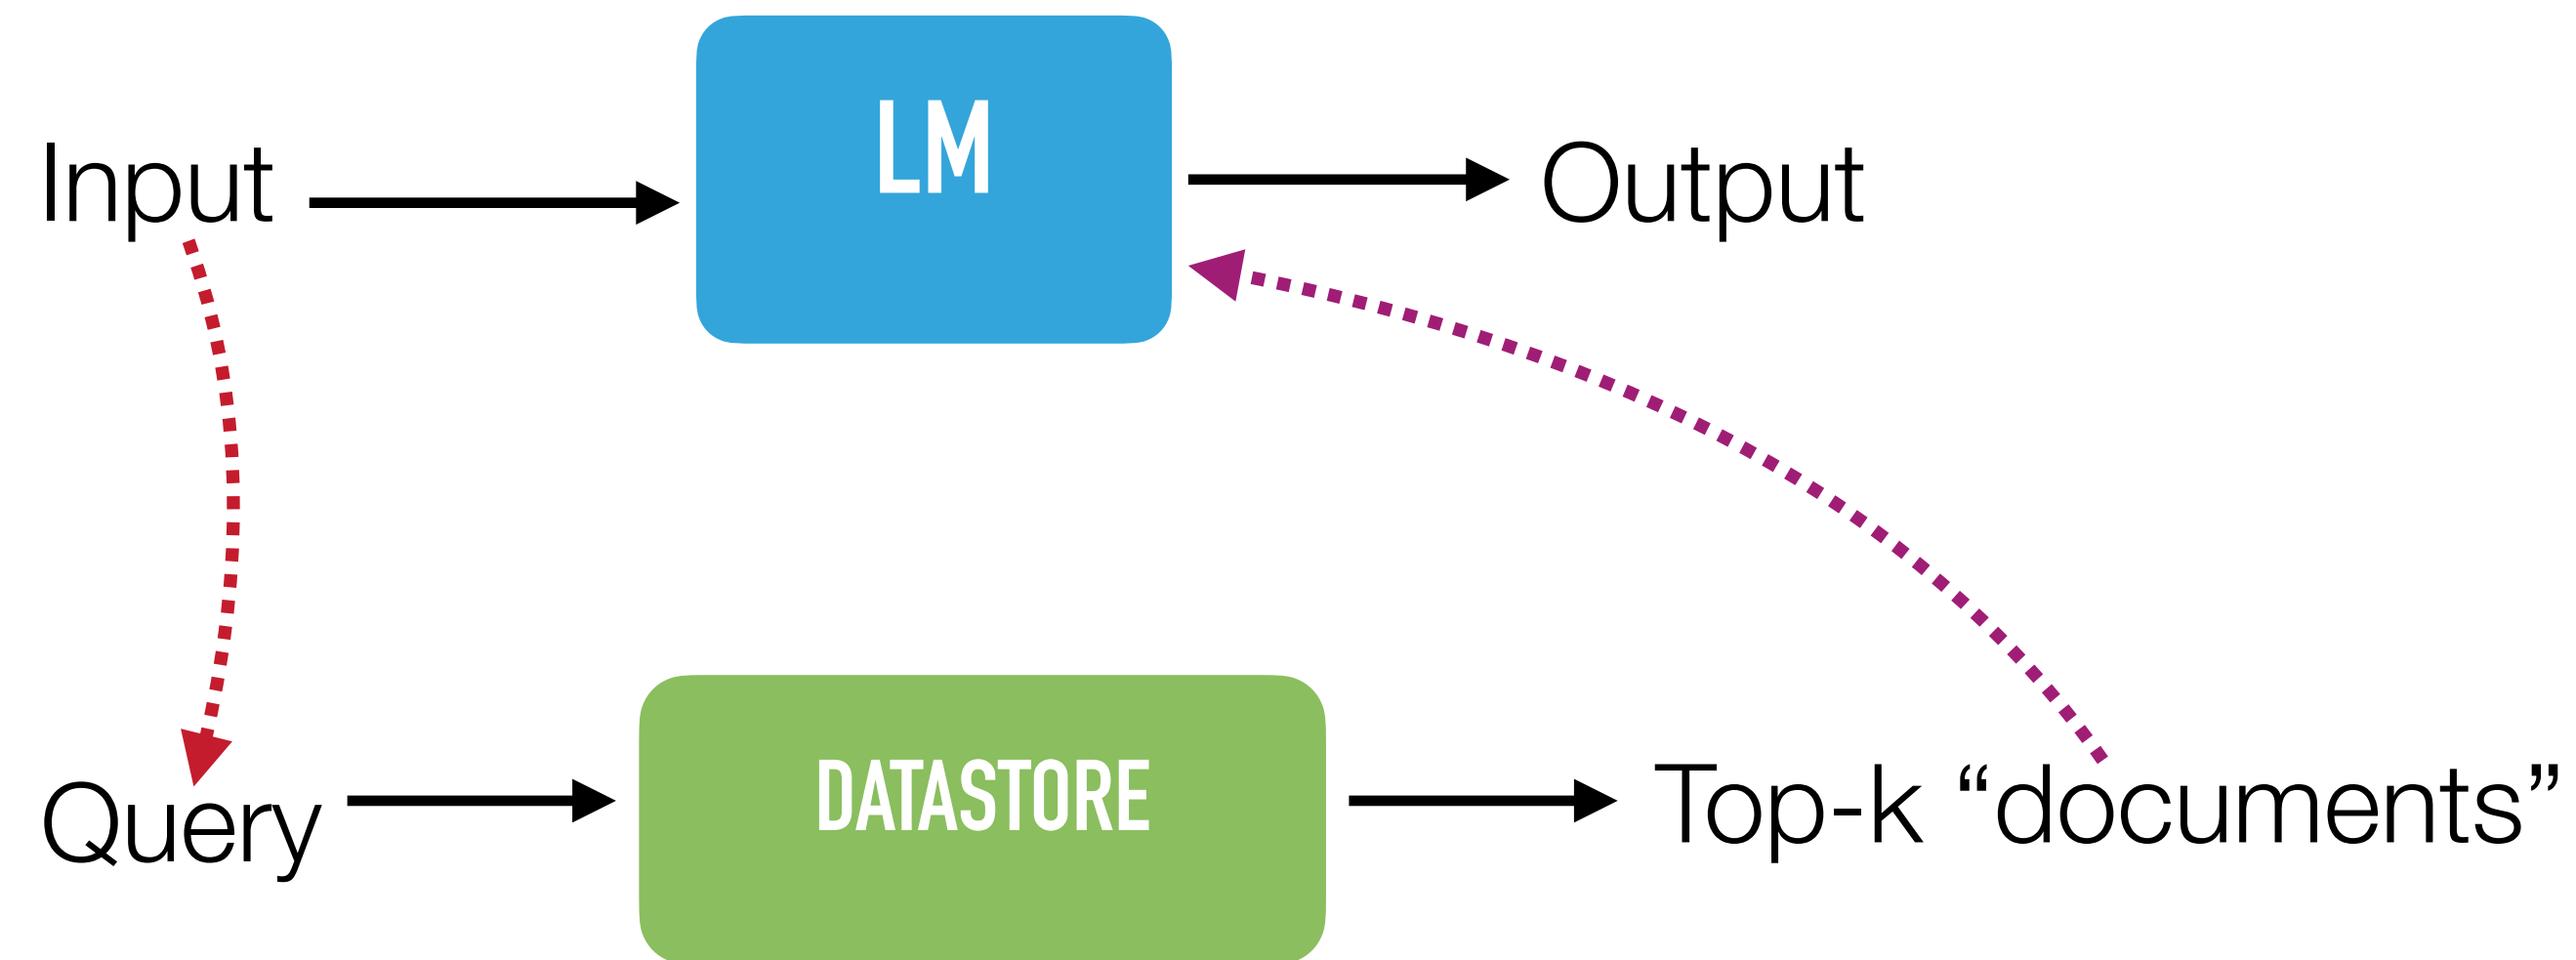 Input
LM
Output
Query
DATASTORE
Top-k “documents”